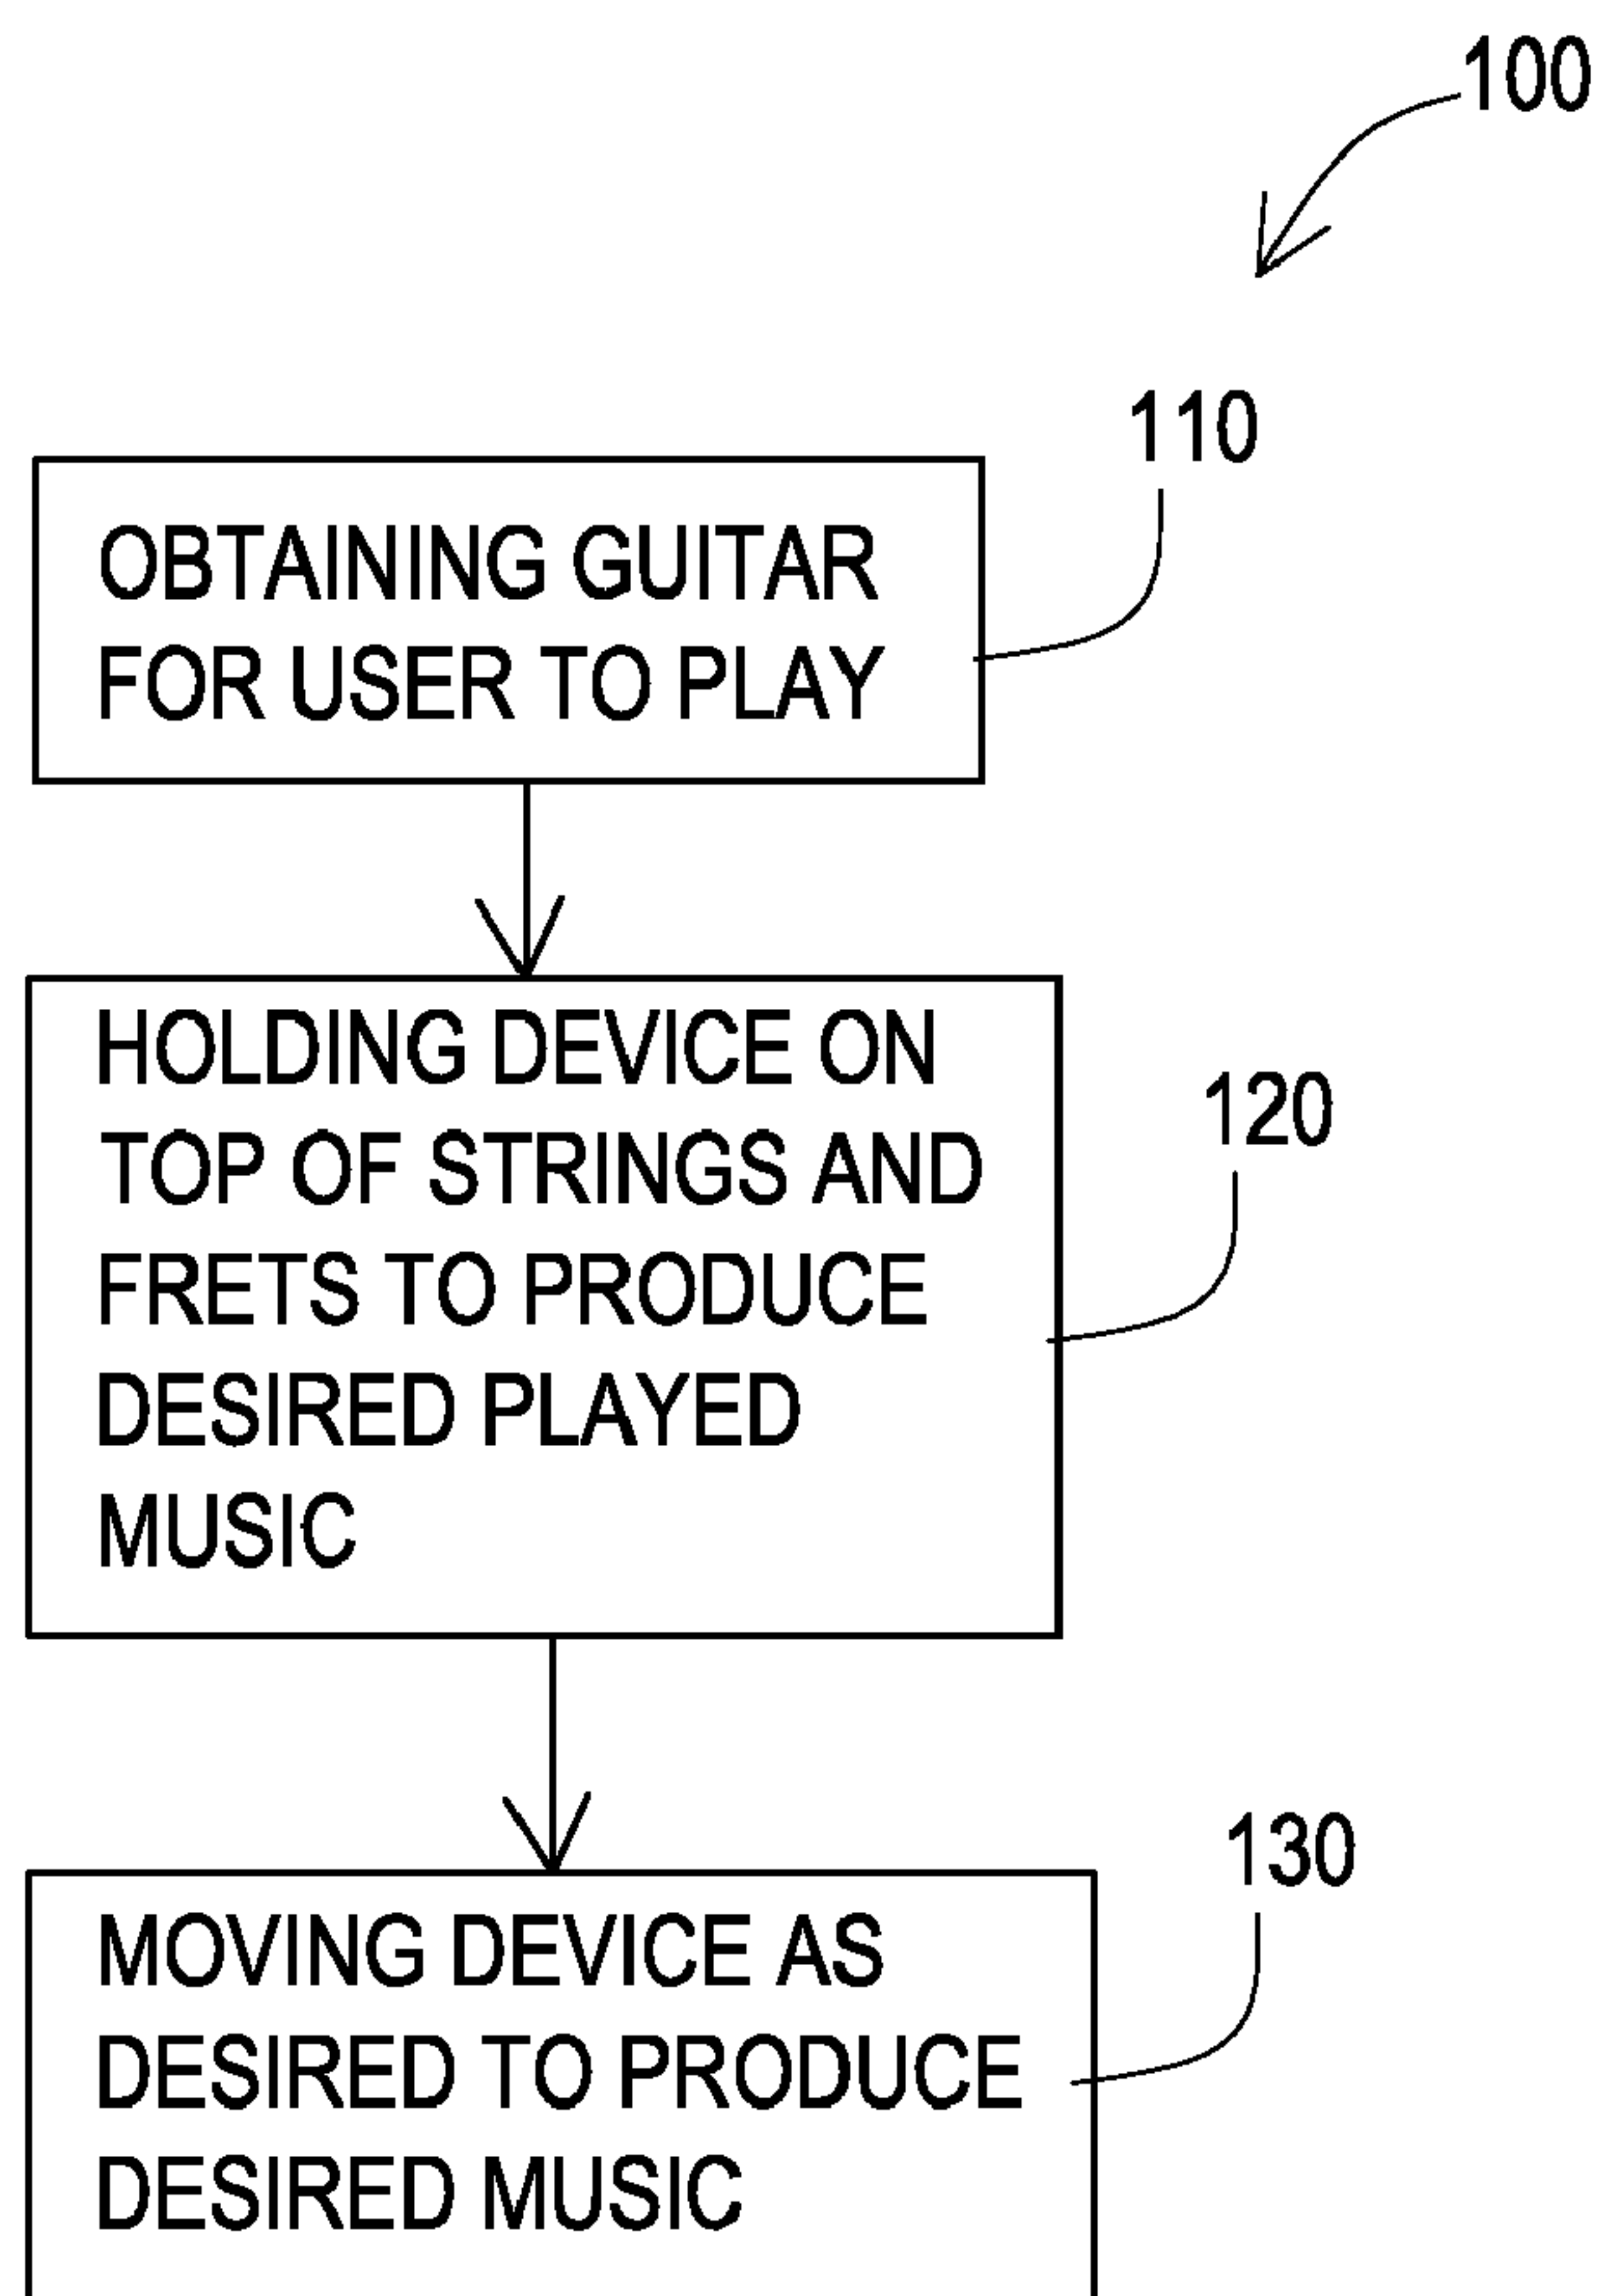 100
110
OBTAINING GUITAR
FOR USER TO PLAY
HOLDING DEVICE ON
TOP OF STRINGS AND
FRETS TO PRODUCE
DESIRED PLAYED
MUSIC
120
130
MOVING DEVICE AS
DESIRED TO PRODUCE
DESIRED MUSIC